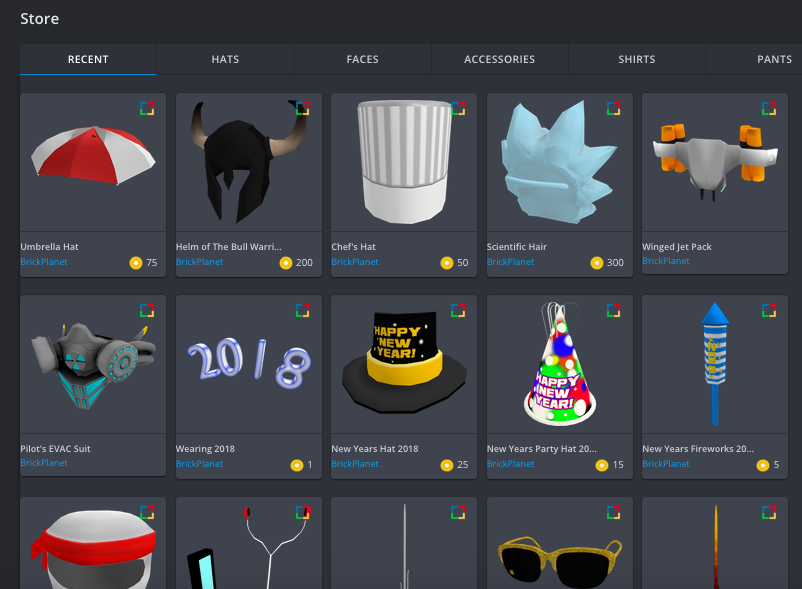 Store
RECENT
HATS
FACES
ACCESSORIES
SHIRTS
PANTS
Umbrella Hat
BrickPlanet
75
Helm of The Bull Warri...
BrickPlanet
200
Chef's Hat
BrickPlanet
50
Scientific Hair
BrickPlanet
300
Winged Jet Pack
BrickPlanet
2018
HAPPY
NEW
YEAR!
HAPPY
NEW
YEAR!
Pilot's EVAC Suit
BrickPlanet
Wearing 2018
BrickPlanet
1
New Years Hat 2018
BrickPlanet
25
New Years Party Hat 20...
BrickPlanet
15
New Years Fireworks 20...
BrickPlanet
5